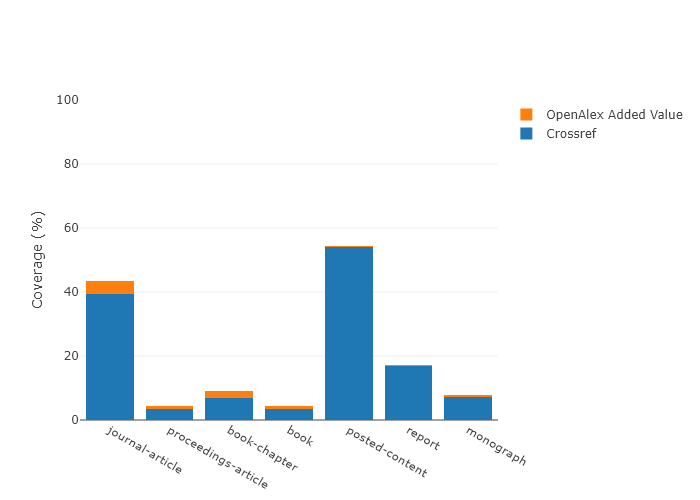 100
80
60
40
20
0
Coverage (%)
journal-article
proceedings-article
book-chapter
book
posted-content
report
monograph
OpenAlex Added Value
Crossref